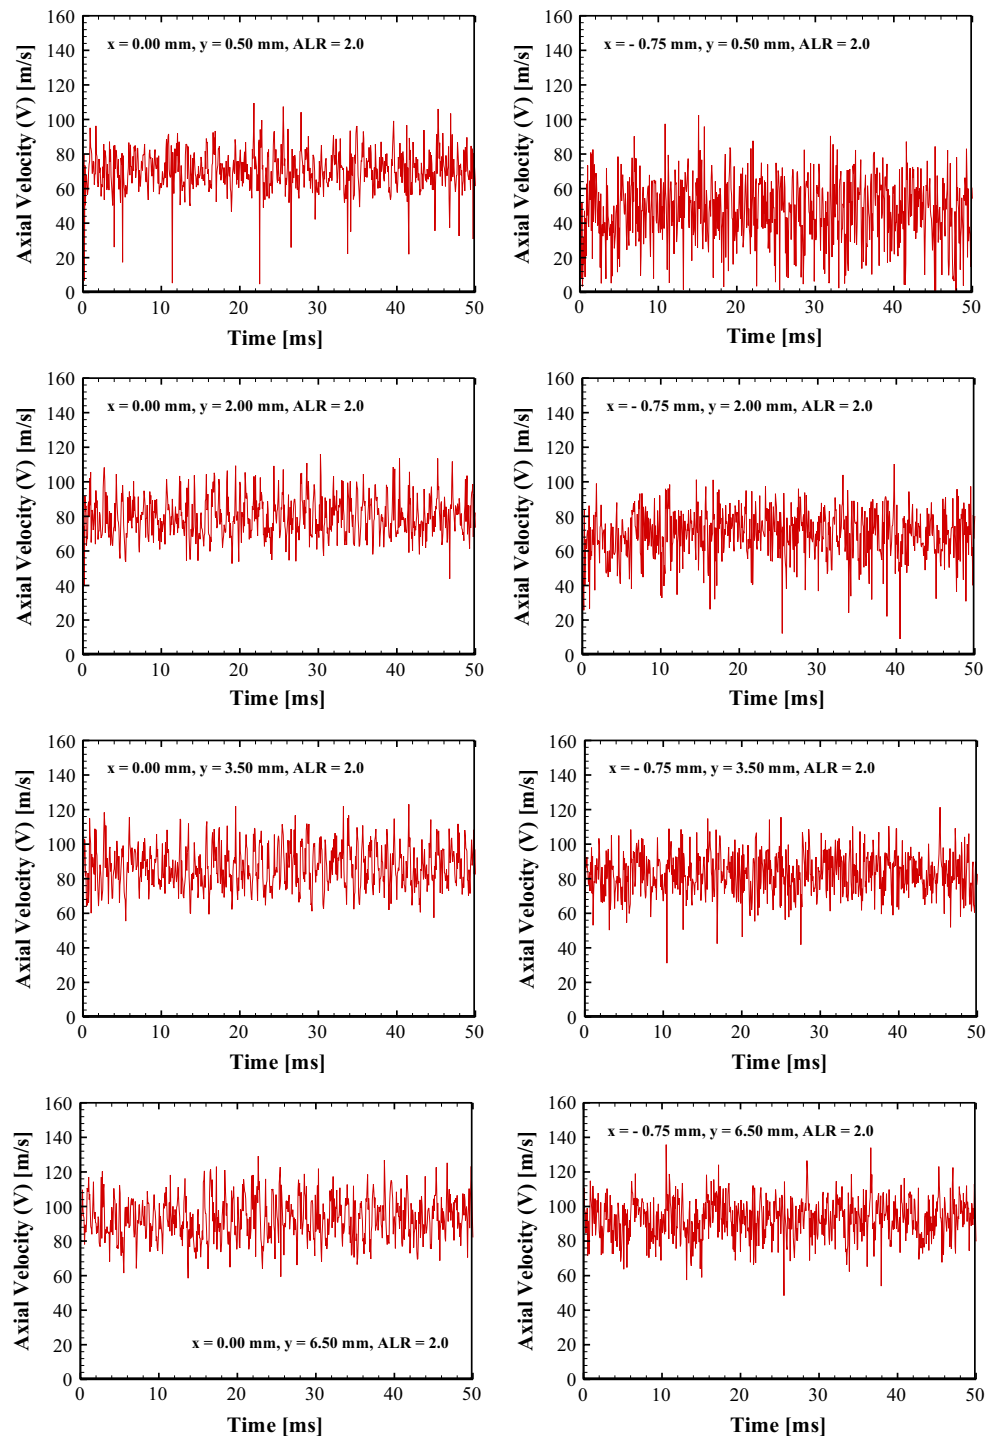 160
140
120
100
80
60
40
20
0
Axial Velocity (V) [m/s]
x = 0.00 mm, y = 0.50 mm, ALR = 2.0
0 10 20 30 40 50
Time [ms]
160
140
120
100
80
60
40
20
0
Axial Velocity (V) [m/s]
x = - 0.75 mm, y = 0.50 mm, ALR = 2.0
0 10 20 30 40 50
Time [ms]
160
140
120
100
80
60
40
20
0
Axial Velocity (V) [m/s]
x = 0.00 mm, y = 2.00 mm, ALR = 2.0
0 10 20 30 40 50
Time [ms]
160
140
120
100
80
60
40
20
0
Axial Velocity (V) [m/s]
x = - 0.75 mm, y = 2.00 mm, ALR = 2.0
0 10 20 30 40 50
Time [ms]
160
140
120
100
80
60
40
20
0
Axial Velocity (V) [m/s]
x = 0.00 mm, y = 3.50 mm, ALR = 2.0
0 10 20 30 40 50
Time [ms]
160
140
120
100
80
60
40
20
0
Axial Velocity (V) [m/s]
x = - 0.75 mm, y = 3.50 mm, ALR = 2.0
0 10 20 30 40 50
Time [ms]
160
140
120
100
80
60
40
20
0
Axial Velocity (V) [m/s]
x = 0.00 mm, y = 6.50 mm, ALR = 2.0
0 10 20 30 40 50
Time [ms]
160
140
120
100
80
60
40
20
0
Axial Velocity (V) [m/s]
x = - 0.75 mm, y = 6.50 mm, ALR = 2.0
0 10 20 30 40 50
Time [ms]